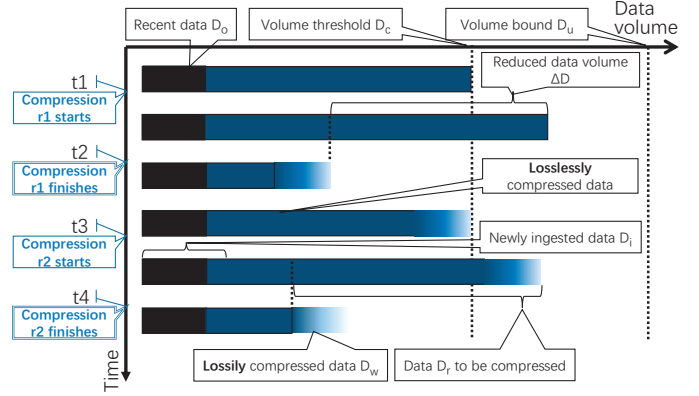 Recent data Do
Volume threshold Dc
Volume bound Du
Data
volume
t1
Compression
r1 starts
Reduced data volume
ΔD
t2
Compression
r1 finishes
Losslessly
compressed data
t3
Compression
r2 starts
Newly ingested data Di
t4
Compression
r2 finishes
Time
Lossily compressed data Dw
Data Dr to be compressed